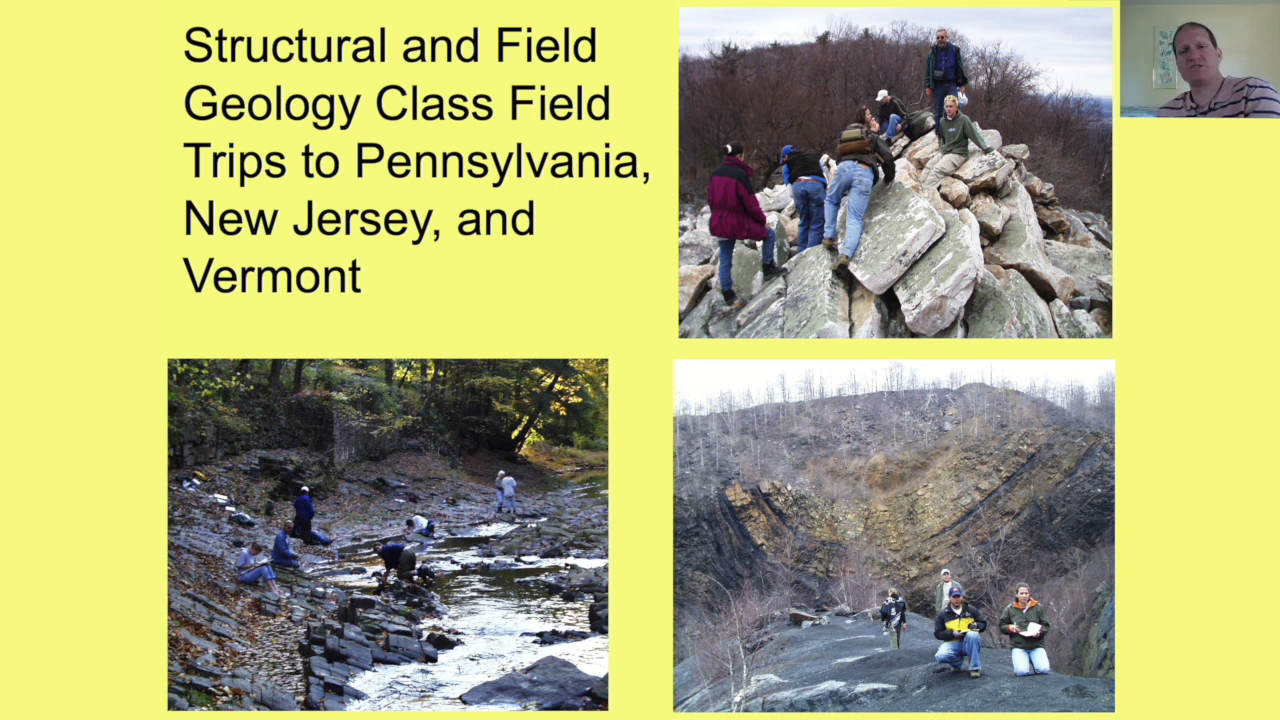 Structural and Field
Geology Class Field
Trips to Pennsylvania,
New Jersey, and
Vermont